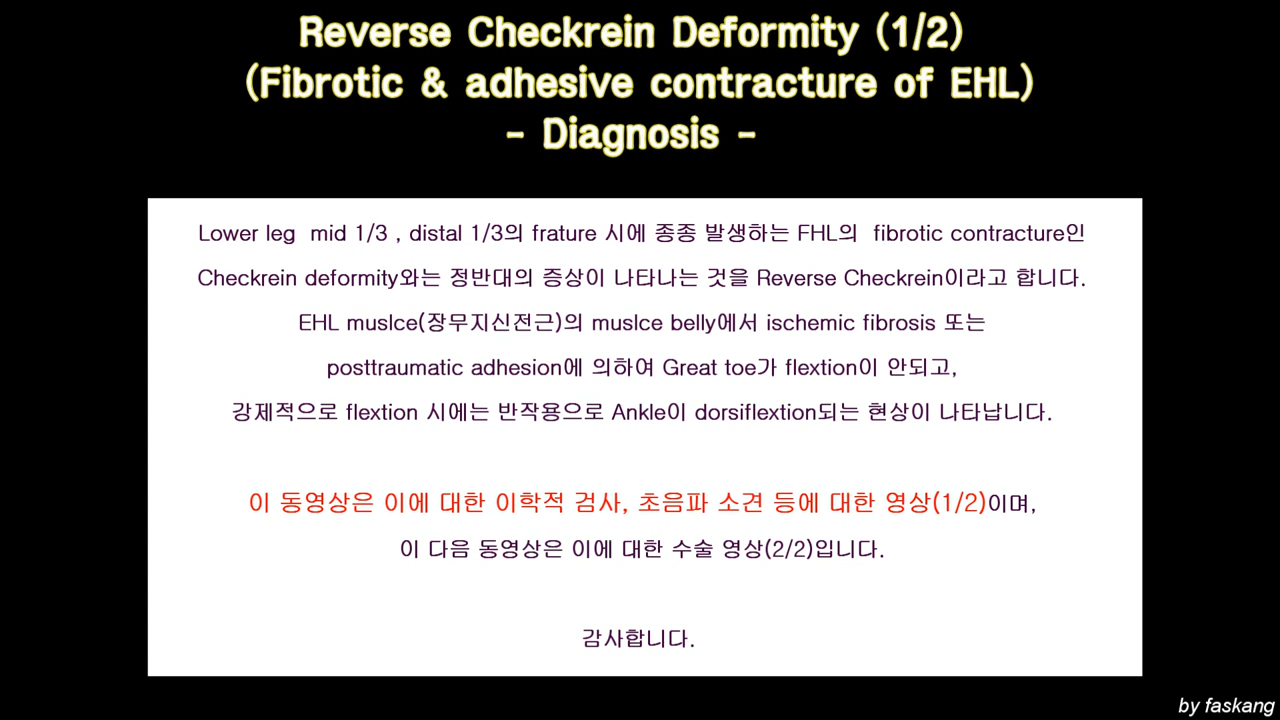 Reverse Checkrein Deformity (1/2)
(Fibrotic & adhesive contracture of EHL)
- Diagnosis -
Lower leg mid 1/3 , distal 1/3의 frature 시에 종종 발생하는 FHL의 fibrotic contracture인
Checkrein deformity와는 정반대의 증상이 나타나는 것을 Reverse Checkrein이라고 합니다.
EHL muslce(장무지신전근)의 muslce belly에서 ischemic fibrosis 또는
posttraumatic adhesion에 의하여 Great toe가 flextion이 안되고,
강제적으로 flextion 시에는 반작용으로 Ankle이 dorsiflextion되는 현상이 나타납니다.
이 동영상은 이에 대한 이학적 검사, 초음파 소견 등에 대한 영상(1/2)이며,
이 다음 동영상은 이에 대한 수술 영상(2/2)입니다.
감사합니다.
by faskang